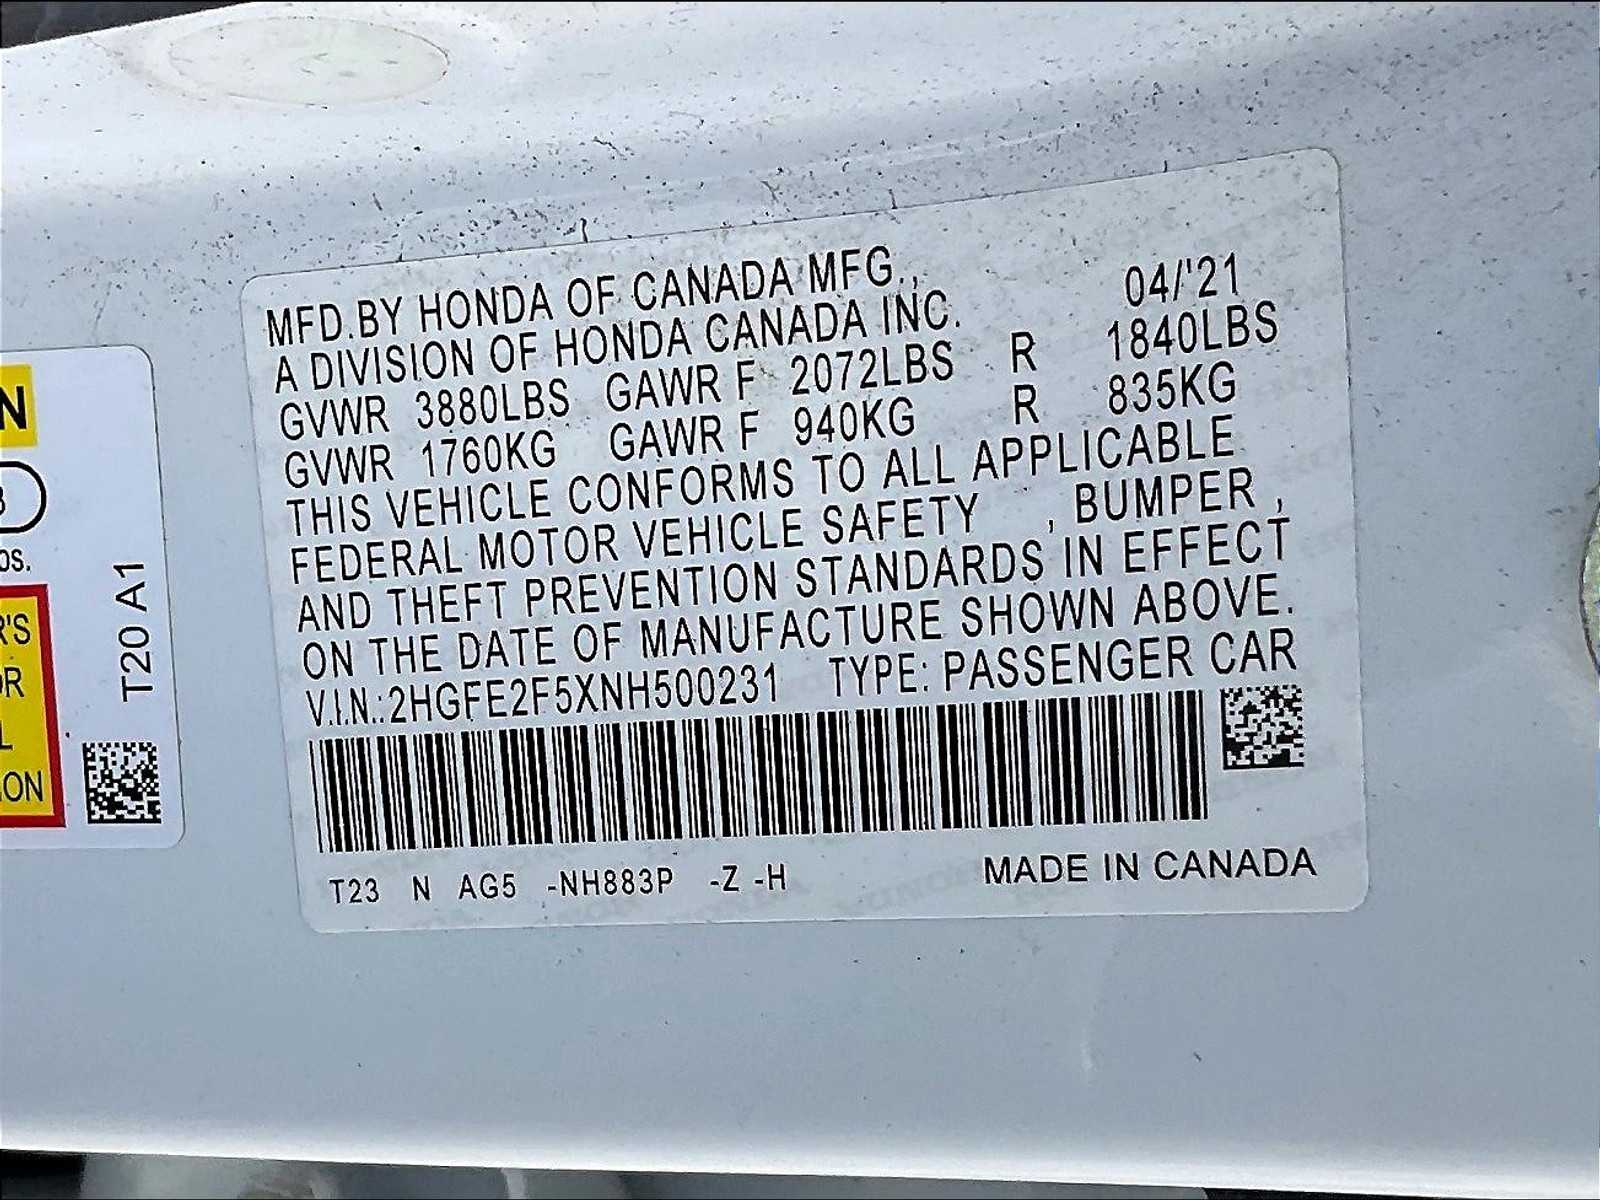 MFD.BY HONDA OF CANADA MFG.,
A DIVISION OF HONDA CANADA INC. 04/'21
GVWR 3880LBS GAWR F 2072LBS R 1840LBS
GVWR 1760KG GAWR F 940KG R 835KG
THIS VEHICLE CONFORMS TO ALL APPLICABLE
FEDERAL MOTOR VEHICLE SAFETY , BUMPER ,
AND THEFT PREVENTION STANDARDS IN EFFECT
ON THE DATE OF MANUFACTURE SHOWN ABOVE.
V.I.N.:2HGFE2F5XNH500231 TYPE: PASSENGER CAR
T23 N AG5 -NH883P -Z -H MADE IN CANADA
N
OS.
R'S
OR
L
ION
T20 A1